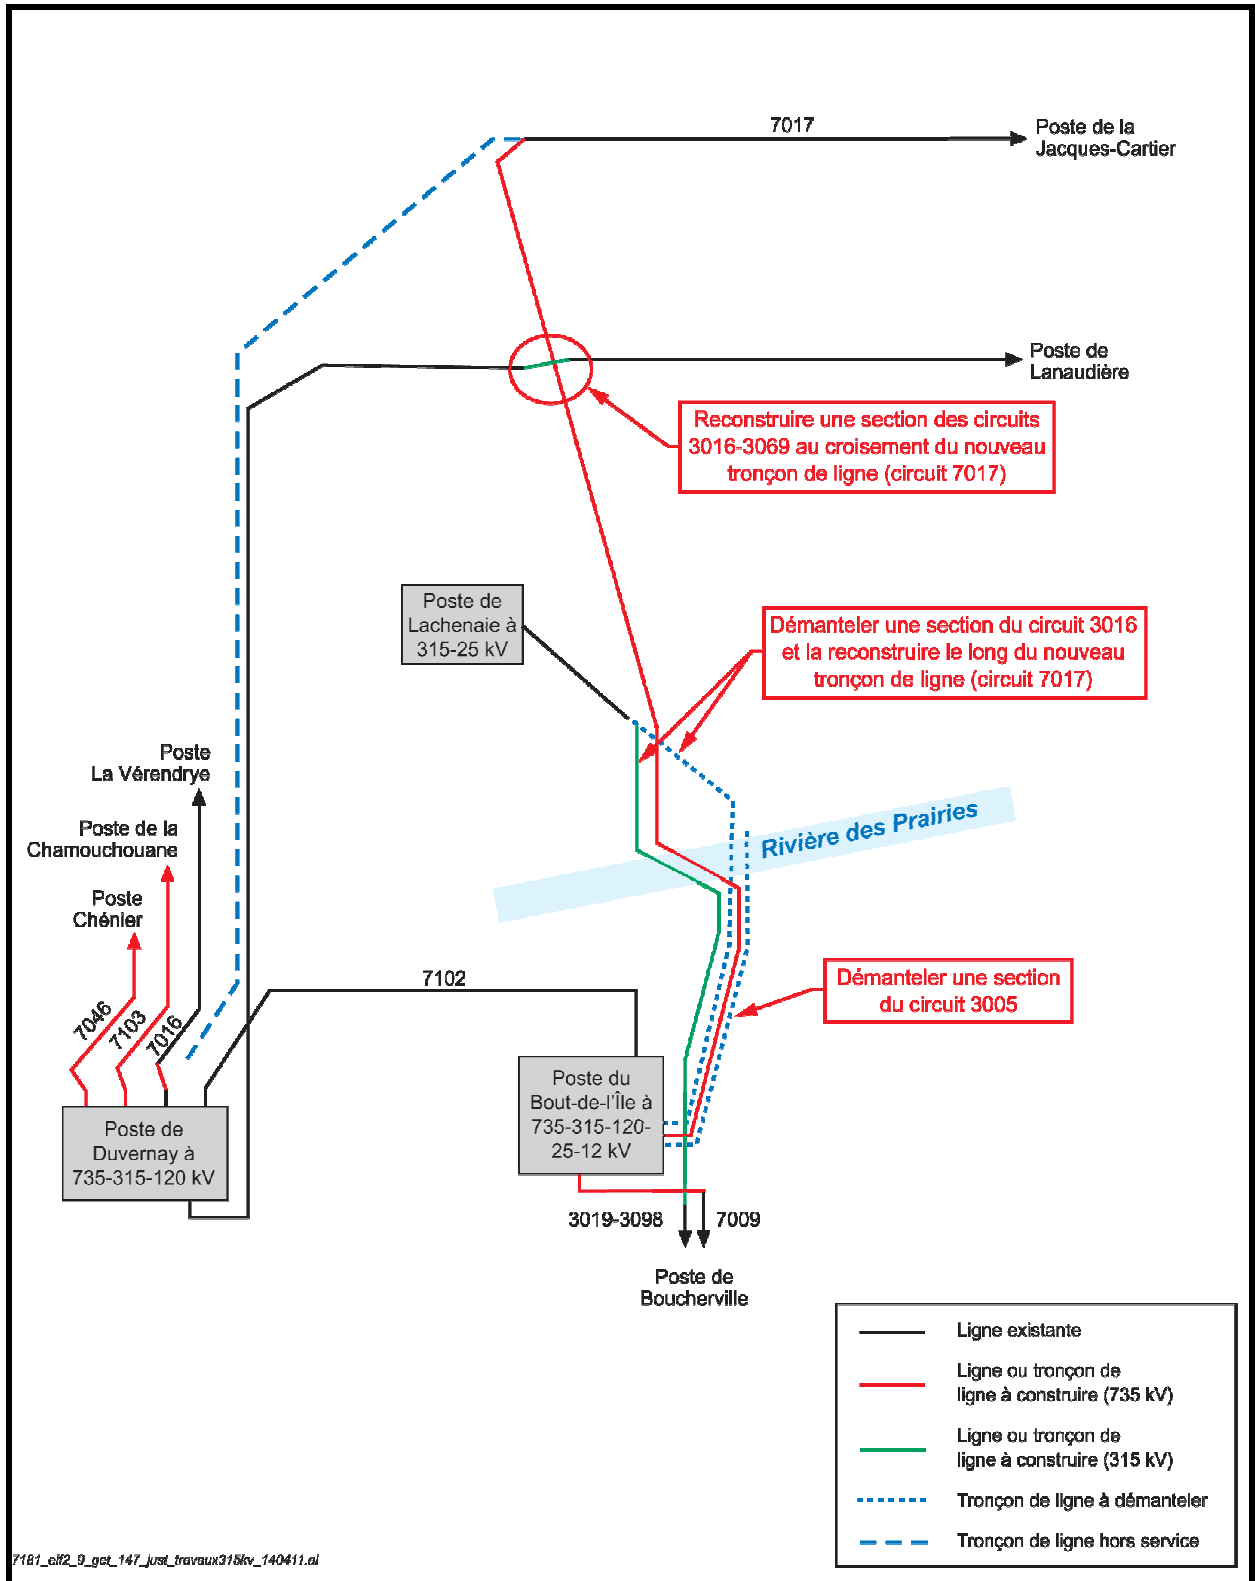 7017
Poste de la
Jacques-Cartier
Poste de
Lanaudière
Reconstruire une section des circuits
3016-3069 au croisement du nouveau
tronçon de ligne (circuit 7017)
Poste de
Lachenaie à
315-25 kV
Démanteler une section du circuit 3016
et la reconstruire le long du nouveau
tronçon de ligne (circuit 7017)
Poste
La Vérendrye
Poste de la
Chamouchouane
Poste
Chénier
Rivière des Prairies
7102
Démanteler une section
du circuit 3005
7046
7103
7016
Poste du
Bout-de-l'Île à
735-315-120-
25-12 kV
Poste de
Duvernay à
735-315-120 kV
3019-3098
7009
Poste de
Boucherville
Ligne existante
Ligne ou tronçon de
ligne à construire (735 kV)
Ligne ou tronçon de
ligne à construire (315 kV)
Tronçon de ligne à démanteler
Tronçon de ligne hors service
7181_eif2_9_get_147_just_travaux315kv_140411.ai